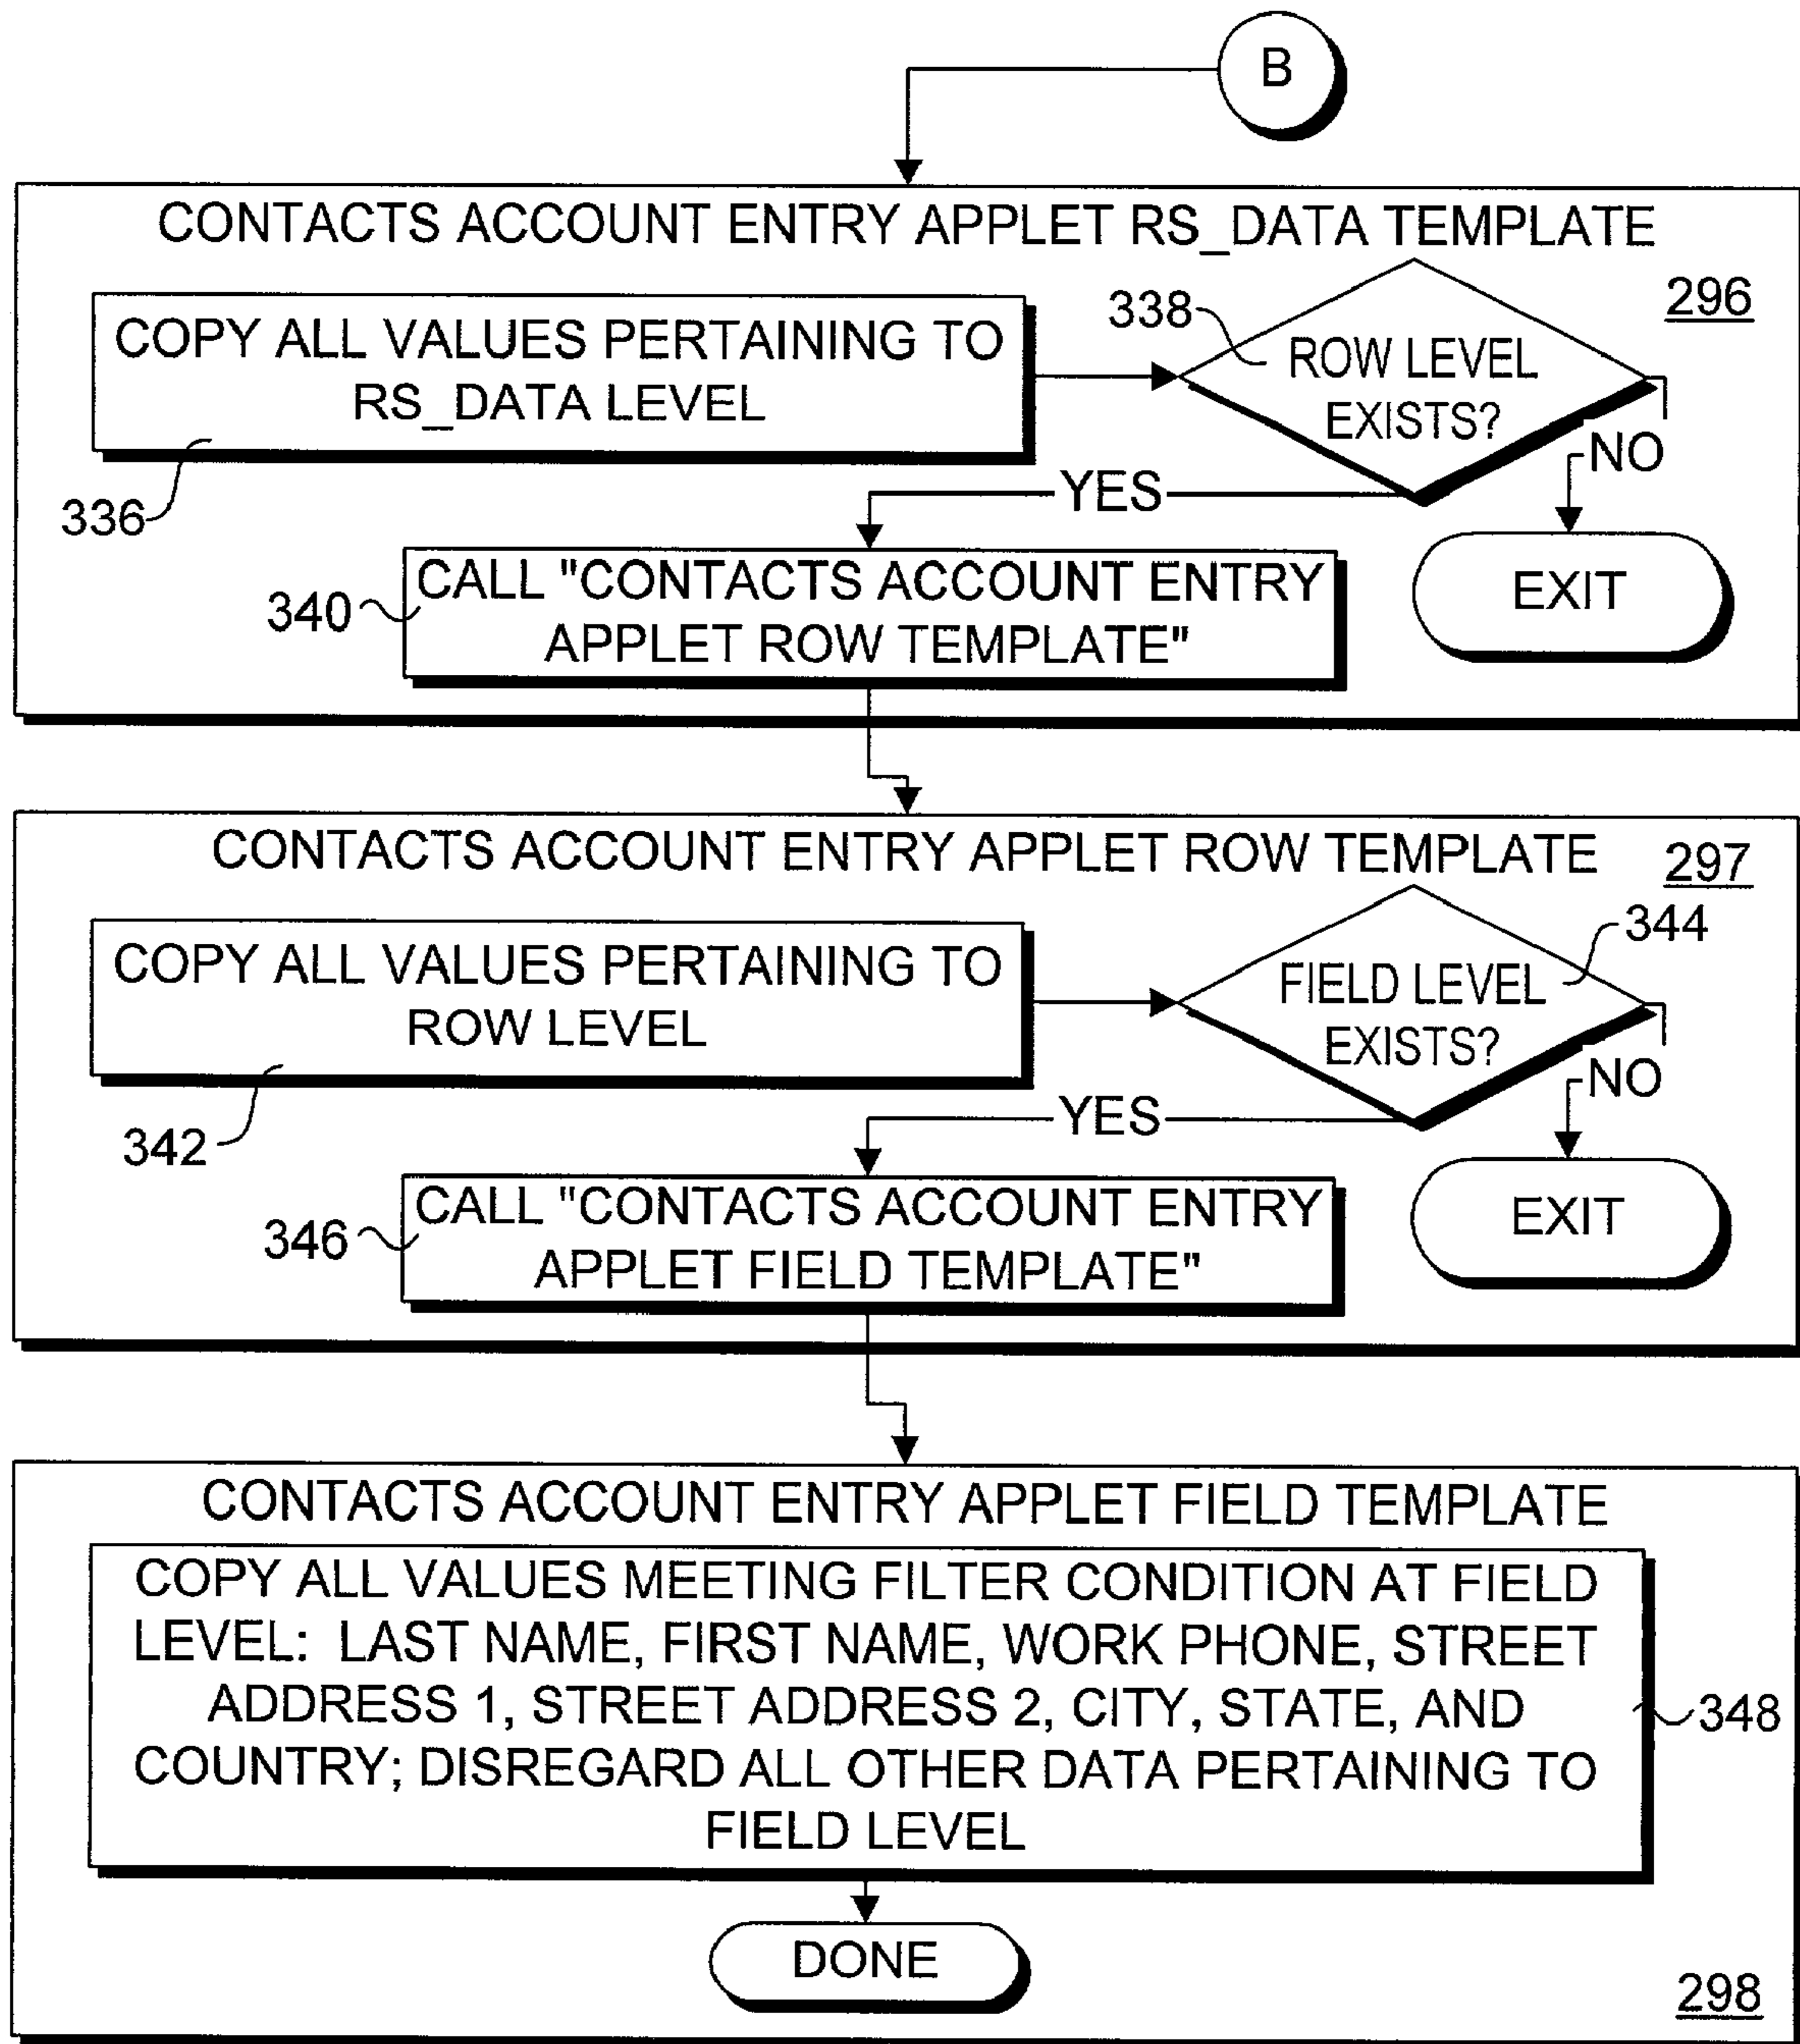 B
CONTACTS ACCOUNT ENTRY APPLET RS_DATA TEMPLATE
296
338
COPY ALL VALUES PERTAINING TO
RS_DATA LEVEL
ROW LEVEL
EXISTS?
NO
YES
336
CALL "CONTACTS ACCOUNT ENTRY
APPLET ROW TEMPLATE"
340
EXIT
CONTACTS ACCOUNT ENTRY APPLET ROW TEMPLATE
297
344
COPY ALL VALUES PERTAINING TO
ROW LEVEL
FIELD LEVEL
EXISTS?
NO
YES
342
CALL "CONTACTS ACCOUNT ENTRY
APPLET FIELD TEMPLATE"
346
EXIT
CONTACTS ACCOUNT ENTRY APPLET FIELD TEMPLATE
COPY ALL VALUES MEETING FILTER CONDITION AT FIELD
LEVEL: LAST NAME, FIRST NAME, WORK PHONE, STREET
ADDRESS 1, STREET ADDRESS 2, CITY, STATE, AND
COUNTRY; DISREGARD ALL OTHER DATA PERTAINING TO
FIELD LEVEL
348
DONE
298